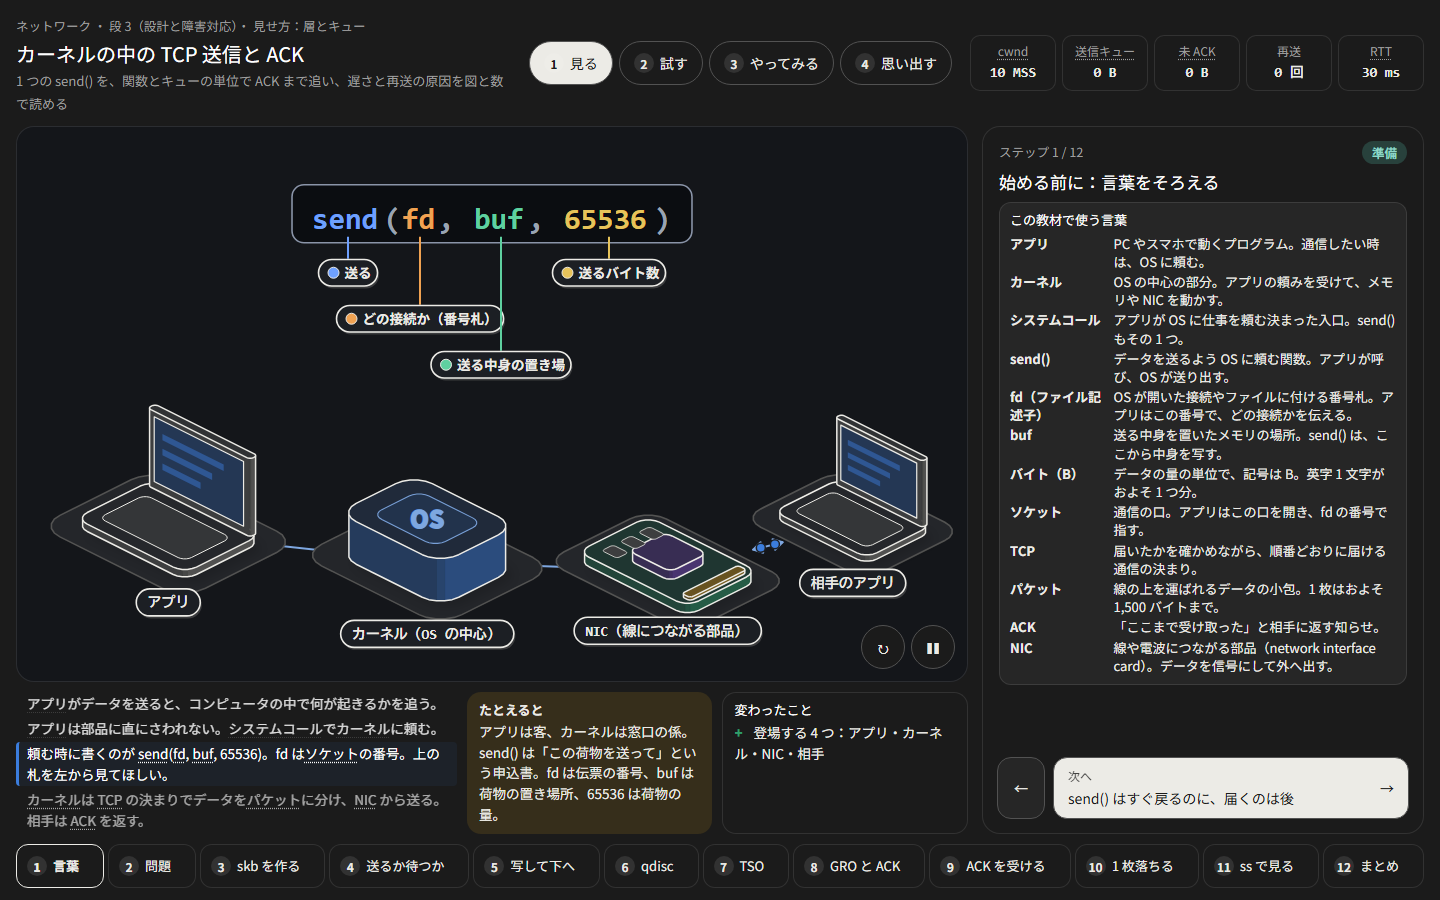 ネットワーク ・ 段 3（設計と障害対応）・ 見せ方：層とキュー
カーネルの中の TCP 送信と ACK
1 つの send() を、関数とキューの単位で ACK まで追い、遅さと再送の原因を図と数
で読める
1 見る
2 試す
3 やってみる
4 思い出す
cwnd
10 MSS
送信キュー
0 B
未 ACK
0 B
再送
0 回
RTT
30 ms
send(fd, buf, 65536 )
送る
送るバイト数
どの接続か（番号札）
送る中身の置き場
OS
アプリ
カーネル（OS の中心）
NIC（線につながる部品）
相手のアプリ
↻
ステップ 1 / 12
準備
始める前に：言葉をそろえる
この教材で使う言葉
アプリ
PC やスマホで動くプログラム。通信したい時
は、OS に頼む。
カーネル
OS の中心の部分。アプリの頼みを受けて、メモ
リや NIC を動かす。
システムコール
アプリが OS に仕事を頼む決まった入口。send()
もその 1 つ。
send()
データを送るよう OS に頼む関数。アプリが呼
び、OS が送り出す。
fd（ファイル記
述子）
OS が開いた接続やファイルに付ける番号札。ア
プリはこの番号で、どの接続かを伝える。
buf
送る中身を置いたメモリの場所。send() は、こ
こから中身を写す。
バイト（B）
データの量の単位で、記号は B。英字 1 文字が
およそ 1 つ分。
ソケット
通信の口。アプリはこの口を開き、fd の番号で
指す。
TCP
届いたかを確かめながら、順番どおりに届ける
通信の決まり。
パケット
線の上を運ばれるデータの小包。1 枚はおよそ
1,500 バイトまで。
ACK
「ここまで受け取った」と相手に返す知らせ。
NIC
線や電波につながる部品（network interface
card）。データを信号にして外へ出す。
アプリがデータを送ると、コンピュータの中で何が起きるかを追う。
アプリは部品に直にさわれない。システムコールでカーネルに頼む。
頼む時に書くのが send(fd, buf, 65536)。fd はソケットの番号。上の
札を左から見てほしい。
カーネルは TCP の決まりでデータをパケットに分け、NIC から送る。
相手は ACK を返す。
たとえると
アプリは客、カーネルは窓口の係。
send() は「この荷物を送って」とい
う申込書。fd は伝票の番号、buf は
荷物の置き場所、65536 は荷物の
量。
変わったこと
+ 登場する 4 つ：アプリ・カーネ
ル・NIC・相手
←
次へ
send() はすぐ戻るのに、届くのは後
→
1 言葉
2 問題
3 skb を作る
4 送るか待つか
5 写して下へ
6 qdisc
7 TSO
8 GRO と ACK
9 ACK を受ける
10 1 枚落ちる
11 ss で見る
12 まとめ